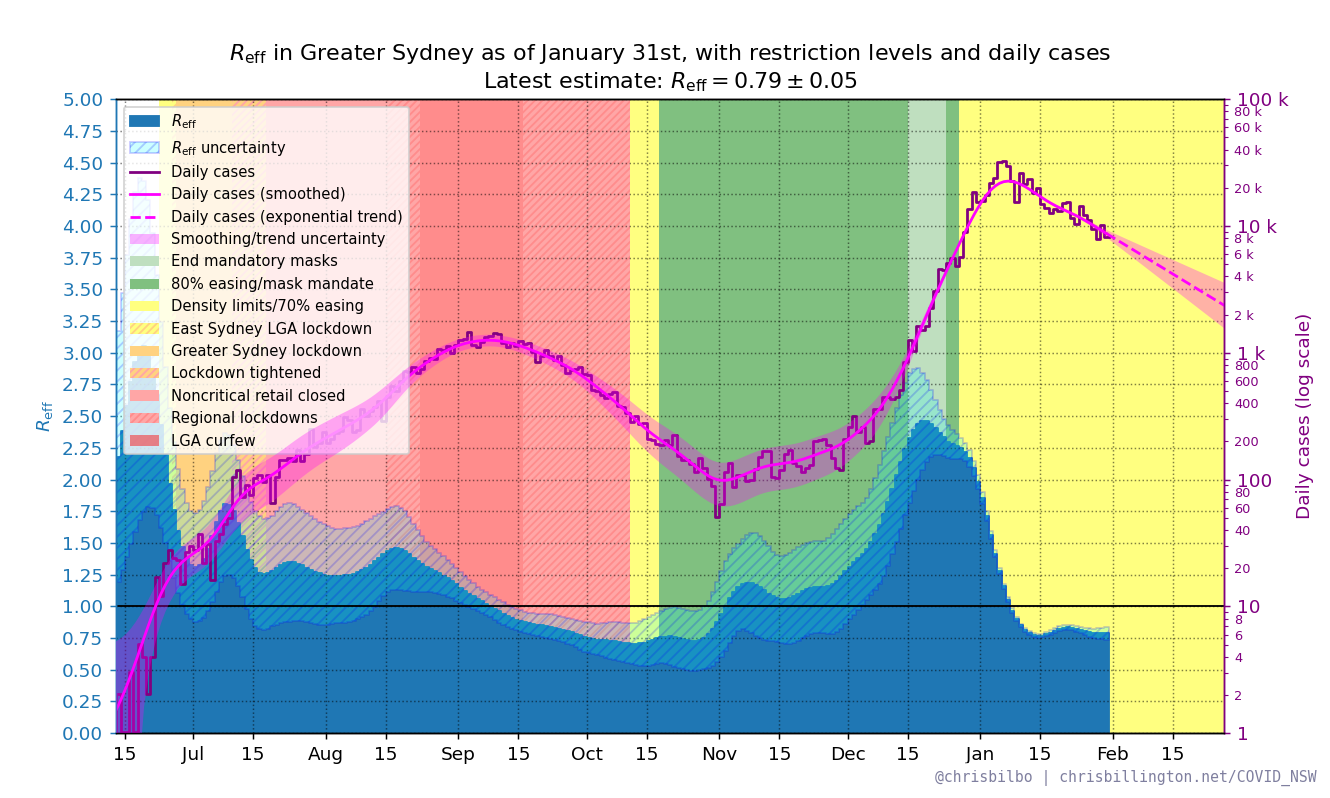 Reff in Greater Sydney as of January 31st, with restriction levels and daily cases
Latest estimate: Reff = 0.79 ± 0.05
5.00
4.75
4.50
4.25
4.00
3.75
3.50
3.25
3.00
2.75
2.50
2.25
2.00
1.75
1.50
1.25
1.00
0.75
0.50
0.25
0.00
Reff
Reff
Reff uncertainty
Daily cases
Daily cases (smoothed)
Daily cases (exponential trend)
Smoothing/trend uncertainty
End mandatory masks
80% easing/mask mandate
Density limits/70% easing
East Sydney LGA lockdown
Greater Sydney lockdown
Lockdown tightened
Noncritical retail closed
Regional lockdowns
LGA curfew
100 k
80 k
60 k
40 k
20 k
10 k
8 k
6 k
4 k
2 k
1 k
800
600
400
200
100
80
60
40
20
10
8
6
4
2
1
Daily cases (log scale)
15 Jul 15 Aug 15 Sep 15 Oct 15 Nov 15 Dec 15 Jan 15 Feb 15
@chrisbilbo | chrisbillington.net/COVID_NSW